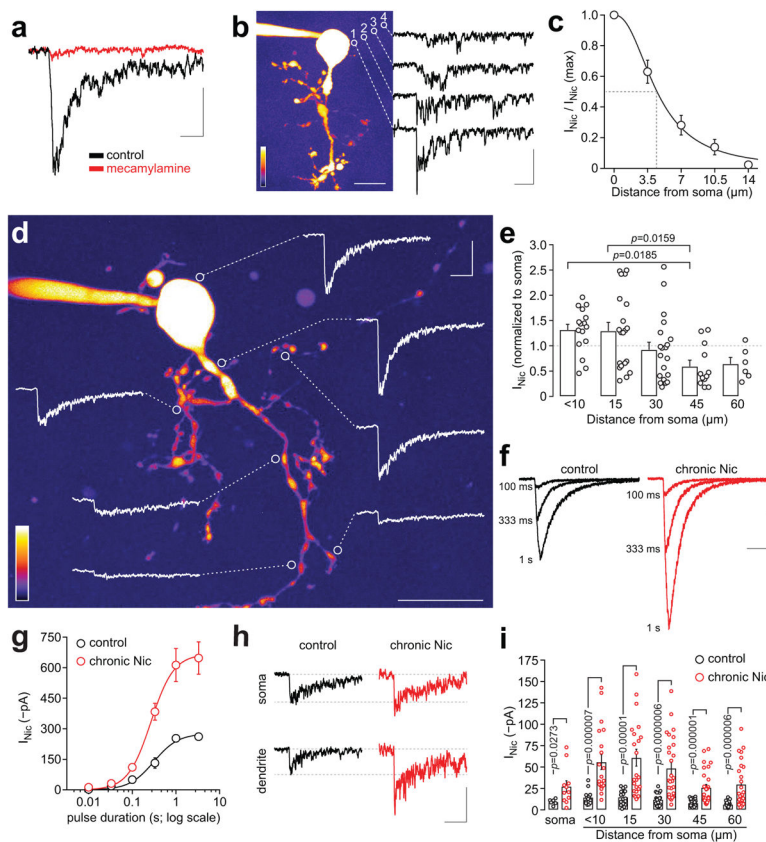 a
control
mecamylamine
b
1
2
3
4
c
I Nic / I Nic (max)
1.0
0.8
0.6
0.4
0.2
0
0 3.5 7 10.5 14
Distance from soma (µm)
d
e
p=0.0159
p=0.0185
I Nic (normalized to soma)
3.0
2.5
2.0
1.5
1.0
0.5
0
<10 15 30 45 60
Distance from soma (µm)
f
control chronic Nic
100 ms
333 ms
1 s
100 ms
333 ms
1 s
g
control
chronic Nic
I Nic (−pA)
750
600
450
300
150
0
0.01 0.1 1 10
pulse duration (s; log scale)
h
control chronic Nic
soma
dendrite
i
control
chronic Nic
I Nic (−pA)
175
150
125
100
75
50
25
0
p=0.0273
p=0.000007
p=0.00001
p=0.0000006
p=0.000001
p=0.000006
soma <10 15 30 45 60
Distance from soma (µm)